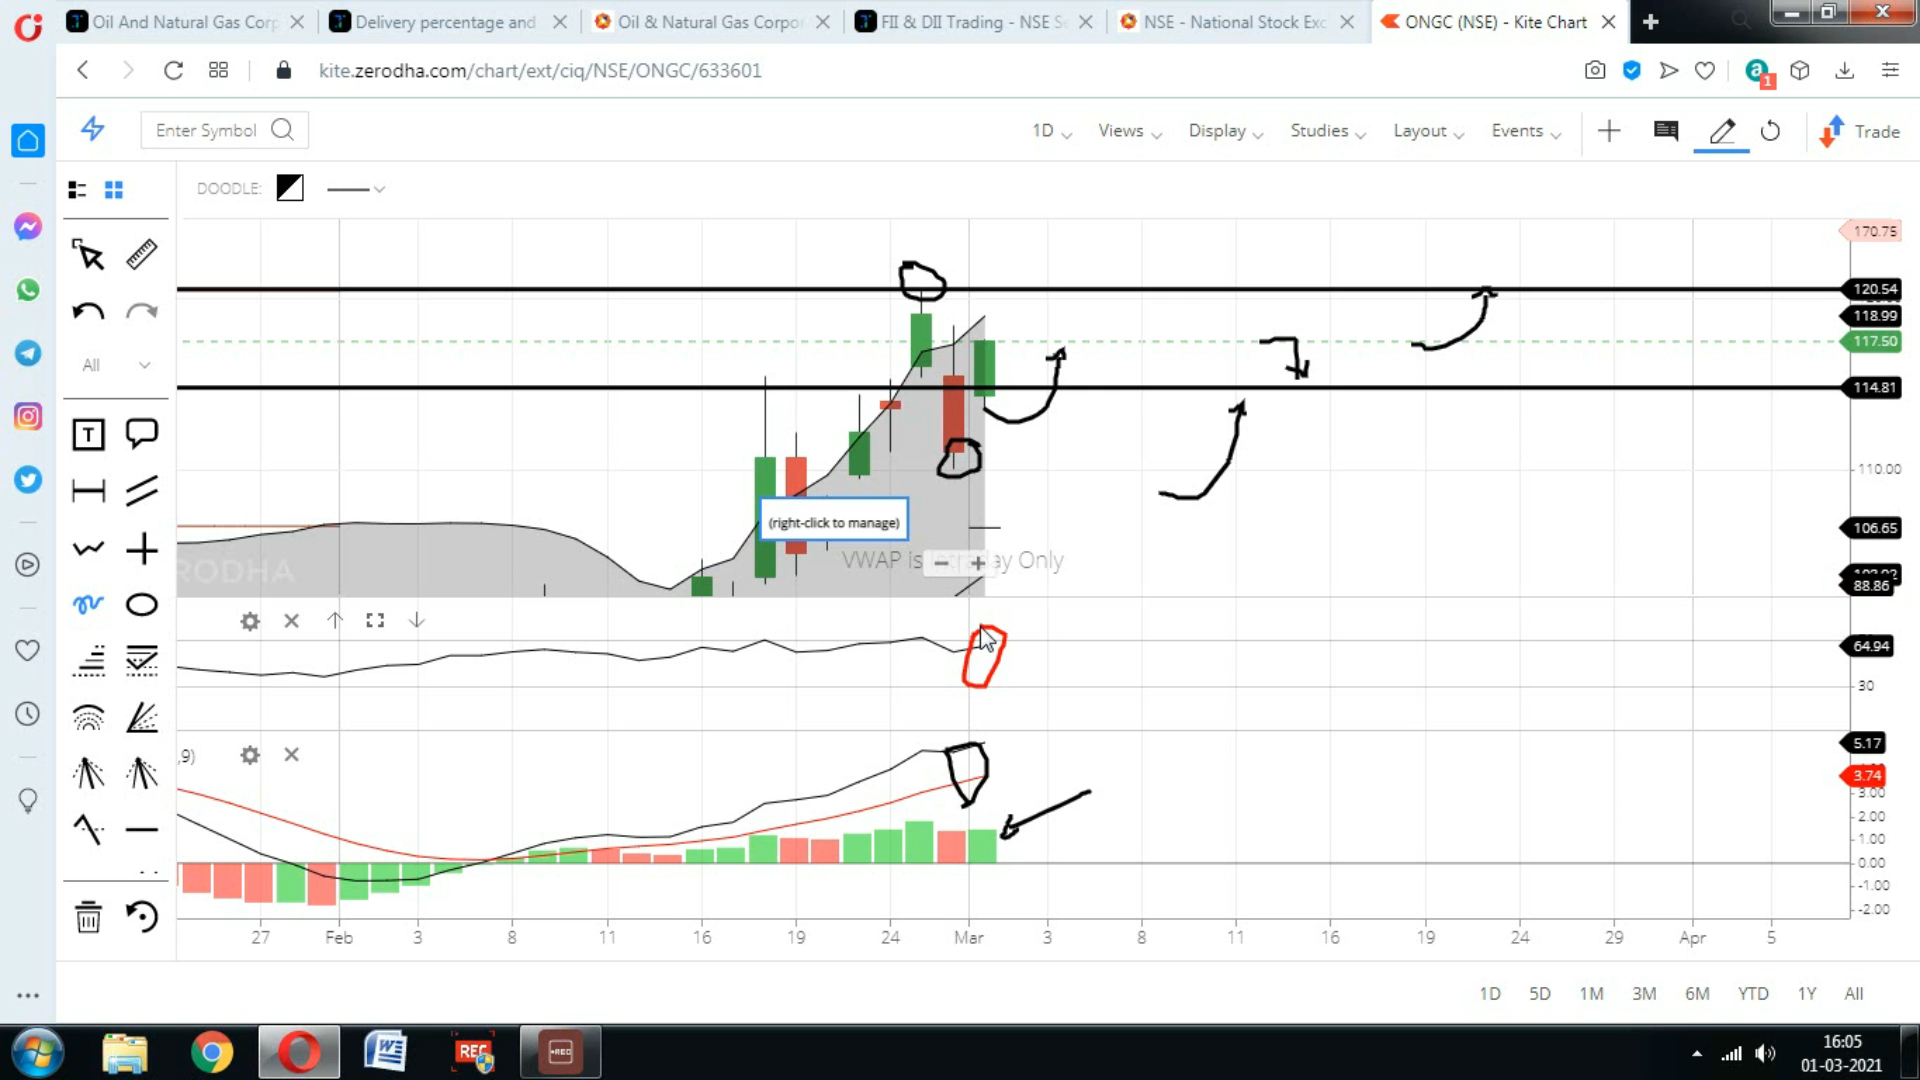 Oil And Natural Gas Corp
Delivery percentage and
Oil & Natural Gas Corpor
FII & DII Trading - NSE Se
NSE - National Stock Exc
ONGC (NSE) - Kite Chart
kite.zerodha.com/chart/ext/ciq/NSE/ONGC/633601
1
Enter Symbol
1D
Views
Display
Studies
Layout
Events
Trade
DOODLE:
All
T
170.75
120.54
118.99
117.50
114.81
110.00
106.65
88.86
(right-click to manage)
VWAP is Intraday Only
RODHA
64.94
30
,9)
5.17
3.74
3.00
2.00
1.00
0.00
-1.00
-2.00
27 Feb 3 8 11 16 19 24 Mar 3 8 11 16 19 24 29 Apr 5
1D 5D 1M 3M 6M YTD 1Y All
REC
REC
16:05
01-03-2021